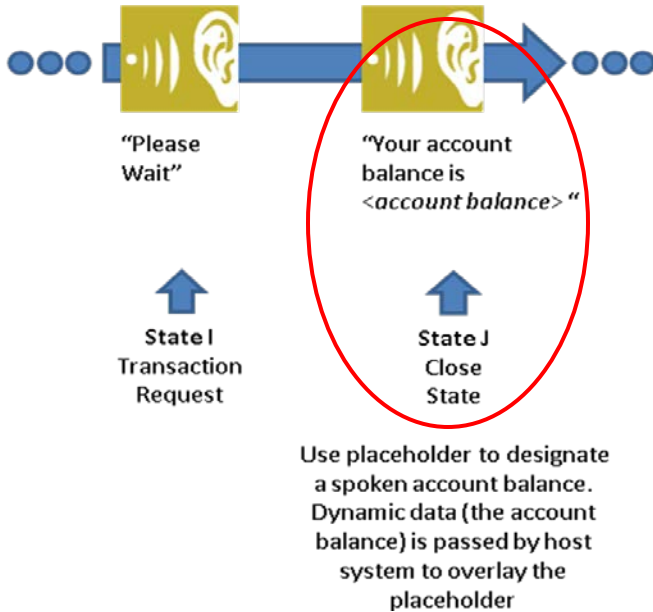 “Please
Wait”
“Your account
balance is
<account balance> “
State I
Transaction
Request
State J
Close
State
Use placeholder to designate
a spoken account balance.
Dynamic data (the account
balance) is passed by host
system to overlay the
placeholder